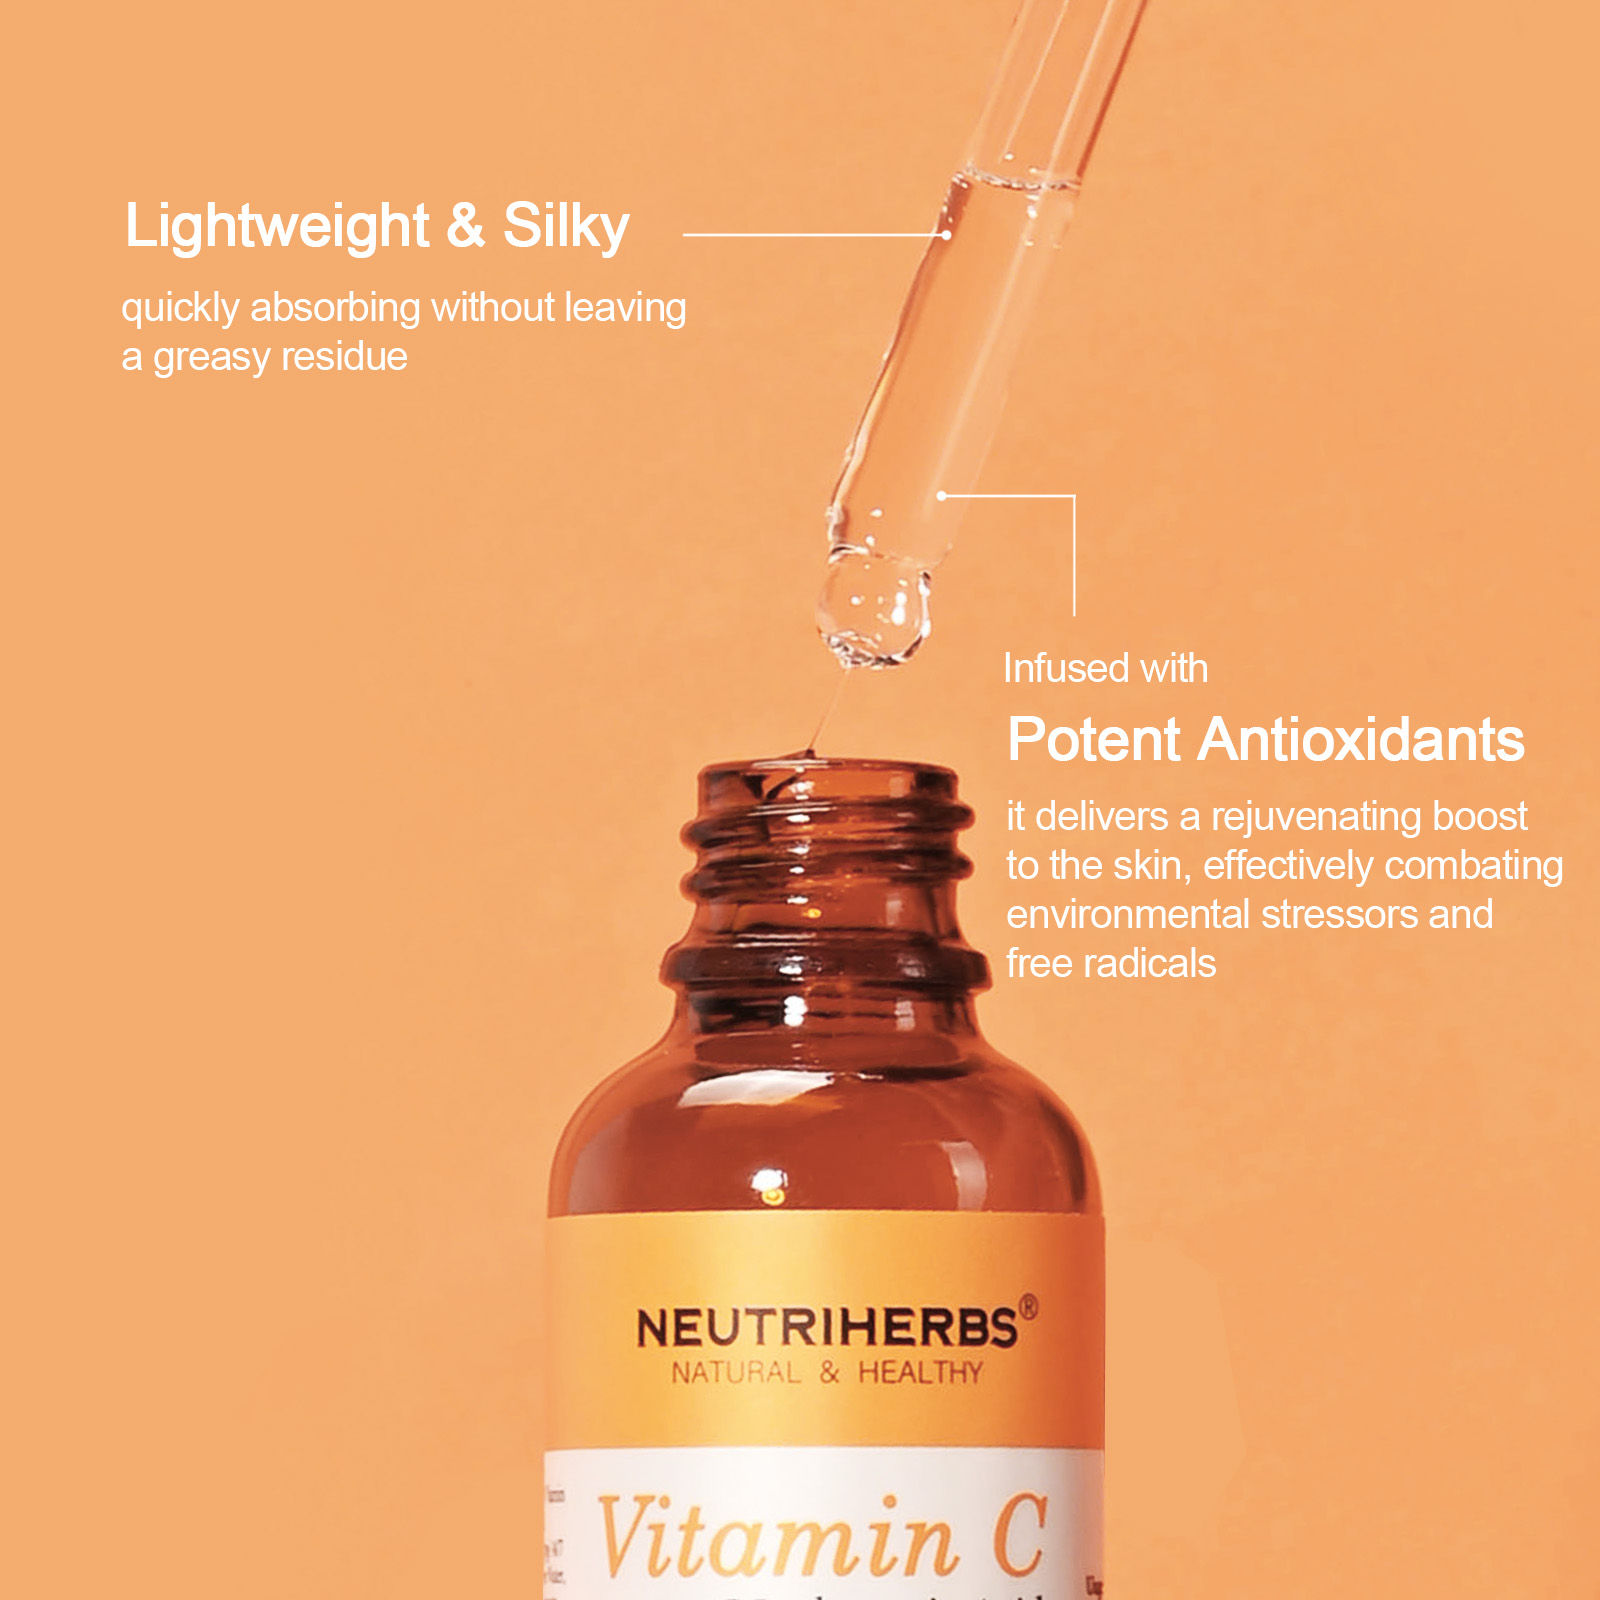 Lightweight & Silky
quickly absorbing without leaving
a greasy residue
Infused with
Potent Antioxidants
it delivers a rejuvenating boost
to the skin, effectively combating
environmental stressors and
free radicals
NEUTRIHERBS®
NATURAL & HEALTHY
Vitamin C